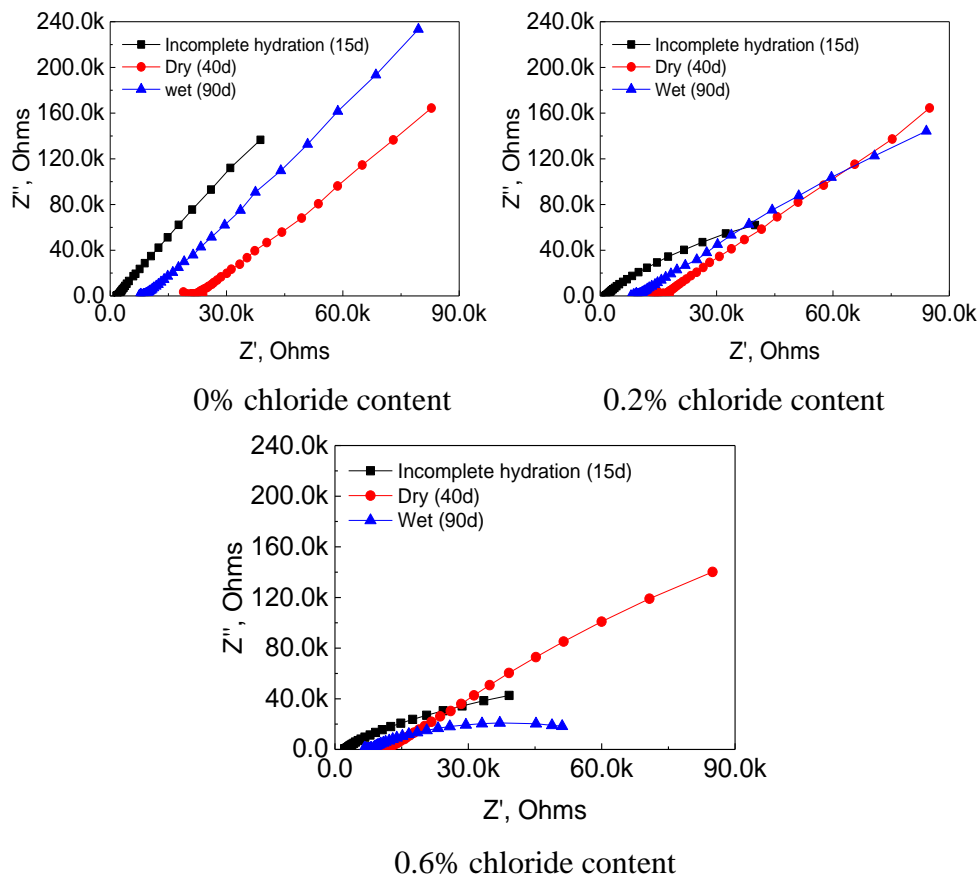 240.0k
200.0k
160.0k
120.0k
80.0k
40.0k
0.0
Z'', Ohms
Incomplete hydration (15d)
Dry (40d)
wet (90d)
0.0 30.0k 60.0k 90.0k
Z', Ohms
0% chloride content
240.0k
200.0k
160.0k
120.0k
80.0k
40.0k
0.0
Z'', Ohms
Incomplete hydration (15d)
Dry (40d)
Wet (90d)
0.0 30.0k 60.0k 90.0k
Z', Ohms
0.2% chloride content
240.0k
200.0k
160.0k
120.0k
80.0k
40.0k
0.0
Z'', Ohms
Incomplete hydration (15d)
Dry (40d)
Wet (90d)
0.0 30.0k 60.0k 90.0k
Z', Ohms
0.6% chloride content